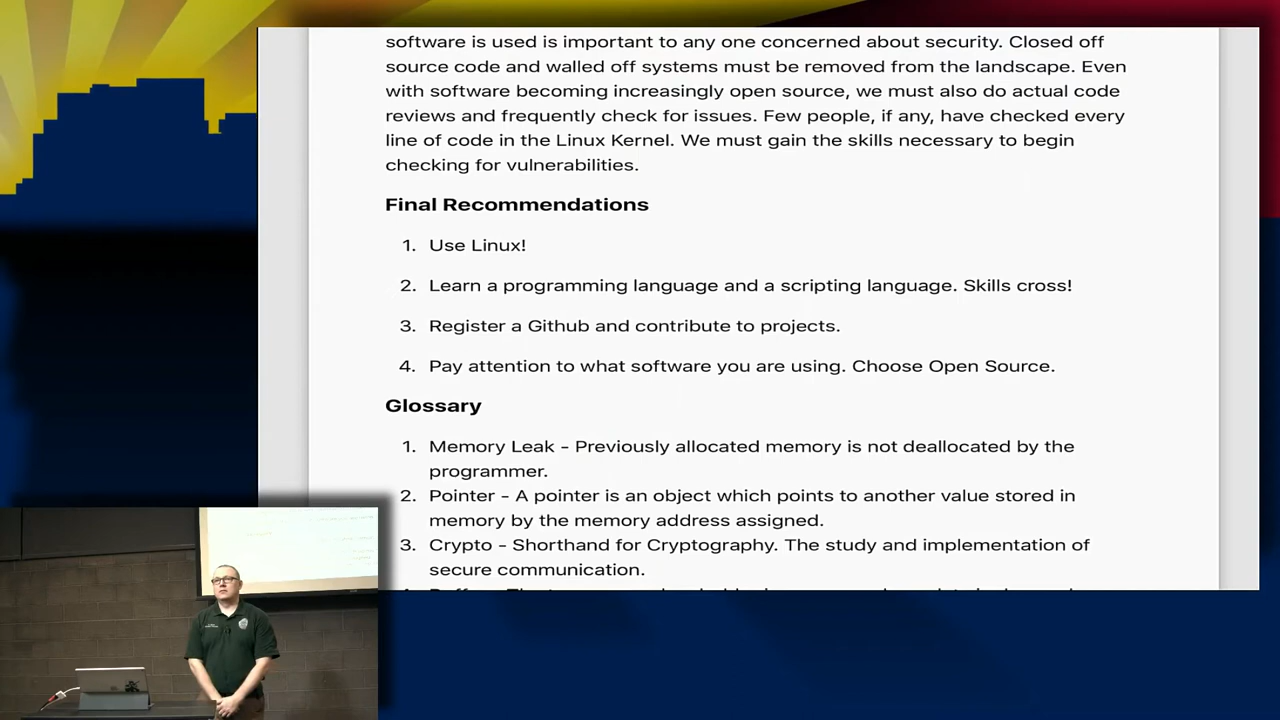 software is used is important to any one concerned about security. Closed off
source code and walled off systems must be removed from the landscape. Even
with software becoming increasingly open source, we must also do actual code
reviews and frequently check for issues. Few people, if any, have checked every
line of code in the Linux Kernel. We must gain the skills necessary to begin
checking for vulnerabilities.
Final Recommendations
1. Use Linux!
2. Learn a programming language and a scripting language. Skills cross!
3. Register a Github and contribute to projects.
4. Pay attention to what software you are using. Choose Open Source.
Glossary
1. Memory Leak - Previously allocated memory is not deallocated by the
programmer.
2. Pointer - A pointer is an object which points to another value stored in
memory by the memory address assigned.
3. Crypto - Shorthand for Cryptography. The study and implementation of
secure communication.